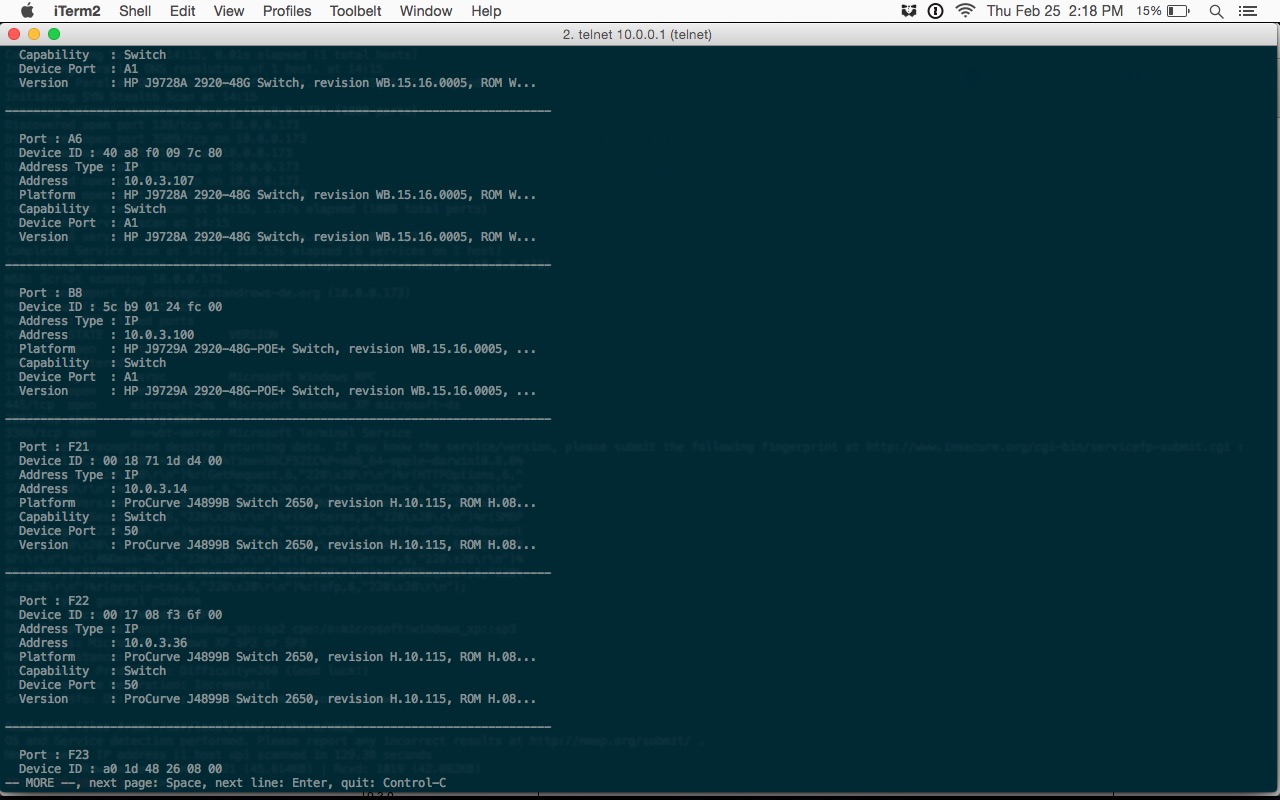 iTerm2 Shell Edit View Profiles Toolbelt Window Help Thu Feb 25 2:18 PM 15%
2. telnet 10.0.0.1 (telnet)
Capability : Switch
Device Port : A1
Version : HP J9728A 2920-48G Switch, revision WB.15.16.0005, ROM W...
Port : A6
Device ID : 40 a8 f0 09 7c 80
Address Type : IP
Address : 10.0.3.107
Platform : HP J9728A 2920-48G Switch, revision WB.15.16.0005, ROM W...
Capability : Switch
Device Port : A1
Version : HP J9728A 2920-48G Switch, revision WB.15.16.0005, ROM W...
Port : B8
Device ID : 5c b9 01 24 fc 00
Address Type : IP
Address : 10.0.3.100
Platform : HP J9729A 2920-48G-POE+ Switch, revision WB.15.16.0005, ...
Capability : Switch
Device Port : A1
Version : HP J9729A 2920-48G-POE+ Switch, revision WB.15.16.0005, ...
Port : F21
Device ID : 00 18 71 1d d4 00
Address Type : IP
Address : 10.0.3.14
Platform : ProCurve J4899B Switch 2650, revision H.10.115, ROM H.08...
Capability : Switch
Device Port : 50
Version : ProCurve J4899B Switch 2650, revision H.10.115, ROM H.08...
Port : F22
Device ID : 00 17 08 f3 6f 00
Address Type : IP
Address : 10.0.3.36
Platform : ProCurve J4899B Switch 2650, revision H.10.115, ROM H.08...
Capability : Switch
Device Port : 50
Version : ProCurve J4899B Switch 2650, revision H.10.115, ROM H.08...
Port : F23
Device ID : a0 1d 48 26 08 00
-- MORE --, next page: Space, next line: Enter, quit: Control-C